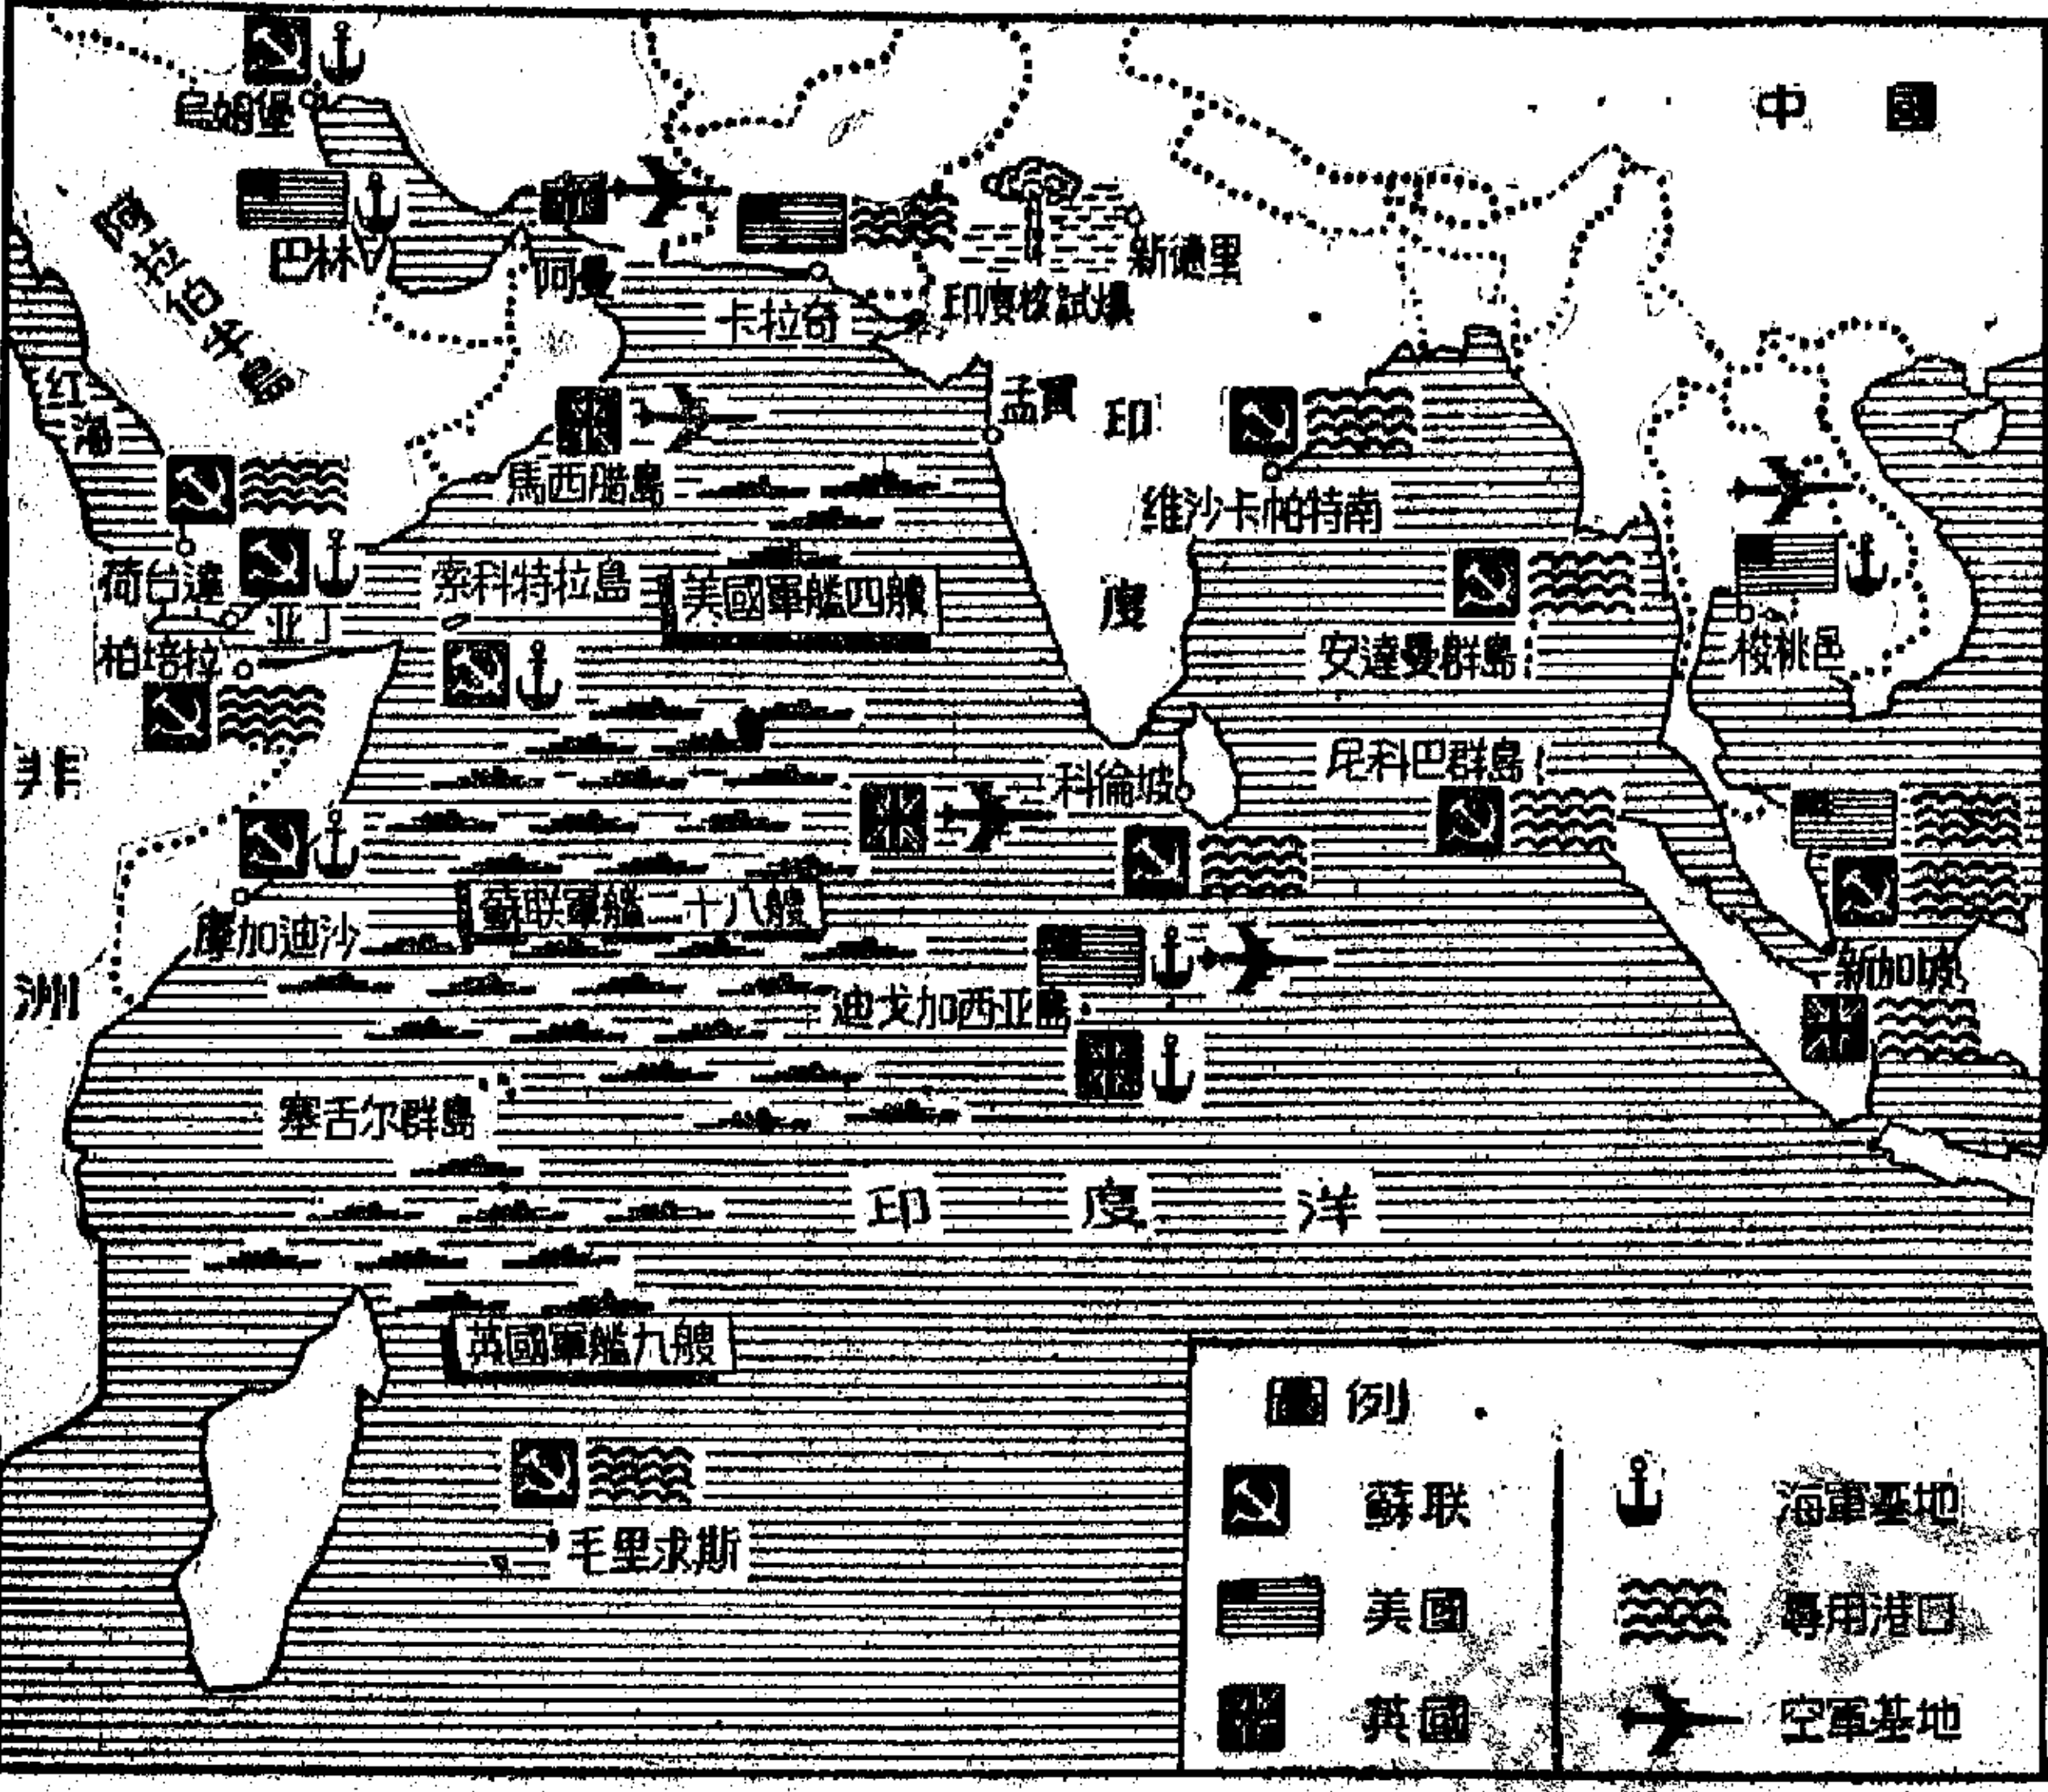 中國
烏姆堡
巴林
阿拉伯半島
阿曼
卡拉奇
新德里
印度核試爆
紅海
孟買
印度
馬西腊島
維沙卡帕特南
荷台達
亚丁
索科特拉島
美國軍艦四艘
柏培拉
安達曼群島
梭桃邑
非洲
科倫坡
尼科巴群島
蘇联軍艦二十八艘
摩加迪沙
迪戈加西亚島
新加坡
塞舌尔群島
印度洋
英國軍艦九艘
毛里求斯
圖例
蘇联
海軍基地
美國
專用港口
英國
空軍基地